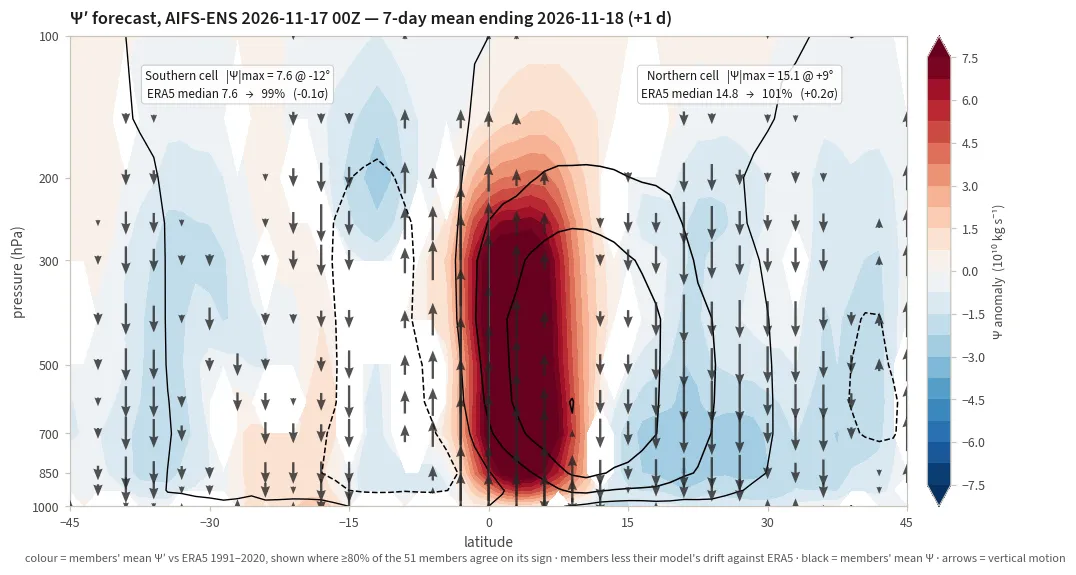 Ψ′ forecast, AIFS-ENS 2026-11-17 00Z — 7-day mean ending 2026-11-18 (+1 d)
Southern cell |Ψ|max = 7.6 @ -12°
ERA5 median 7.6 → 99% (-0.1σ)
Northern cell |Ψ|max = 15.1 @ +9°
ERA5 median 14.8 → 101% (+0.2σ)
pressure (hPa)
100
200
300
400
500
700
850
1000
−45
−30
−15
0
15
30
45
latitude
7.5
6.0
4.5
3.0
1.5
0.0
−1.5
−3.0
−4.5
−6.0
−7.5
Ψ anomaly (10¹⁰ kg s⁻¹)
colour = members' mean Ψ′ vs ERA5 1991–2020, shown where ≥80% of the 51 members agree on its sign · members less their model's drift against ERA5 · black = members' mean Ψ · arrows = vertical motion